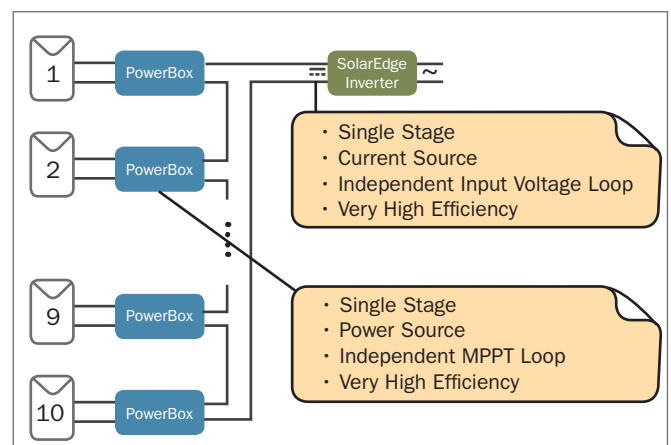 1
PowerBox
SolarEdge
Inverter
~
2
PowerBox
· Single Stage
· Current Source
· Independent Input Voltage Loop
· Very High Efficiency
9
PowerBox
· Single Stage
· Power Source
· Independent MPPT Loop
· Very High Efficiency
10
PowerBox